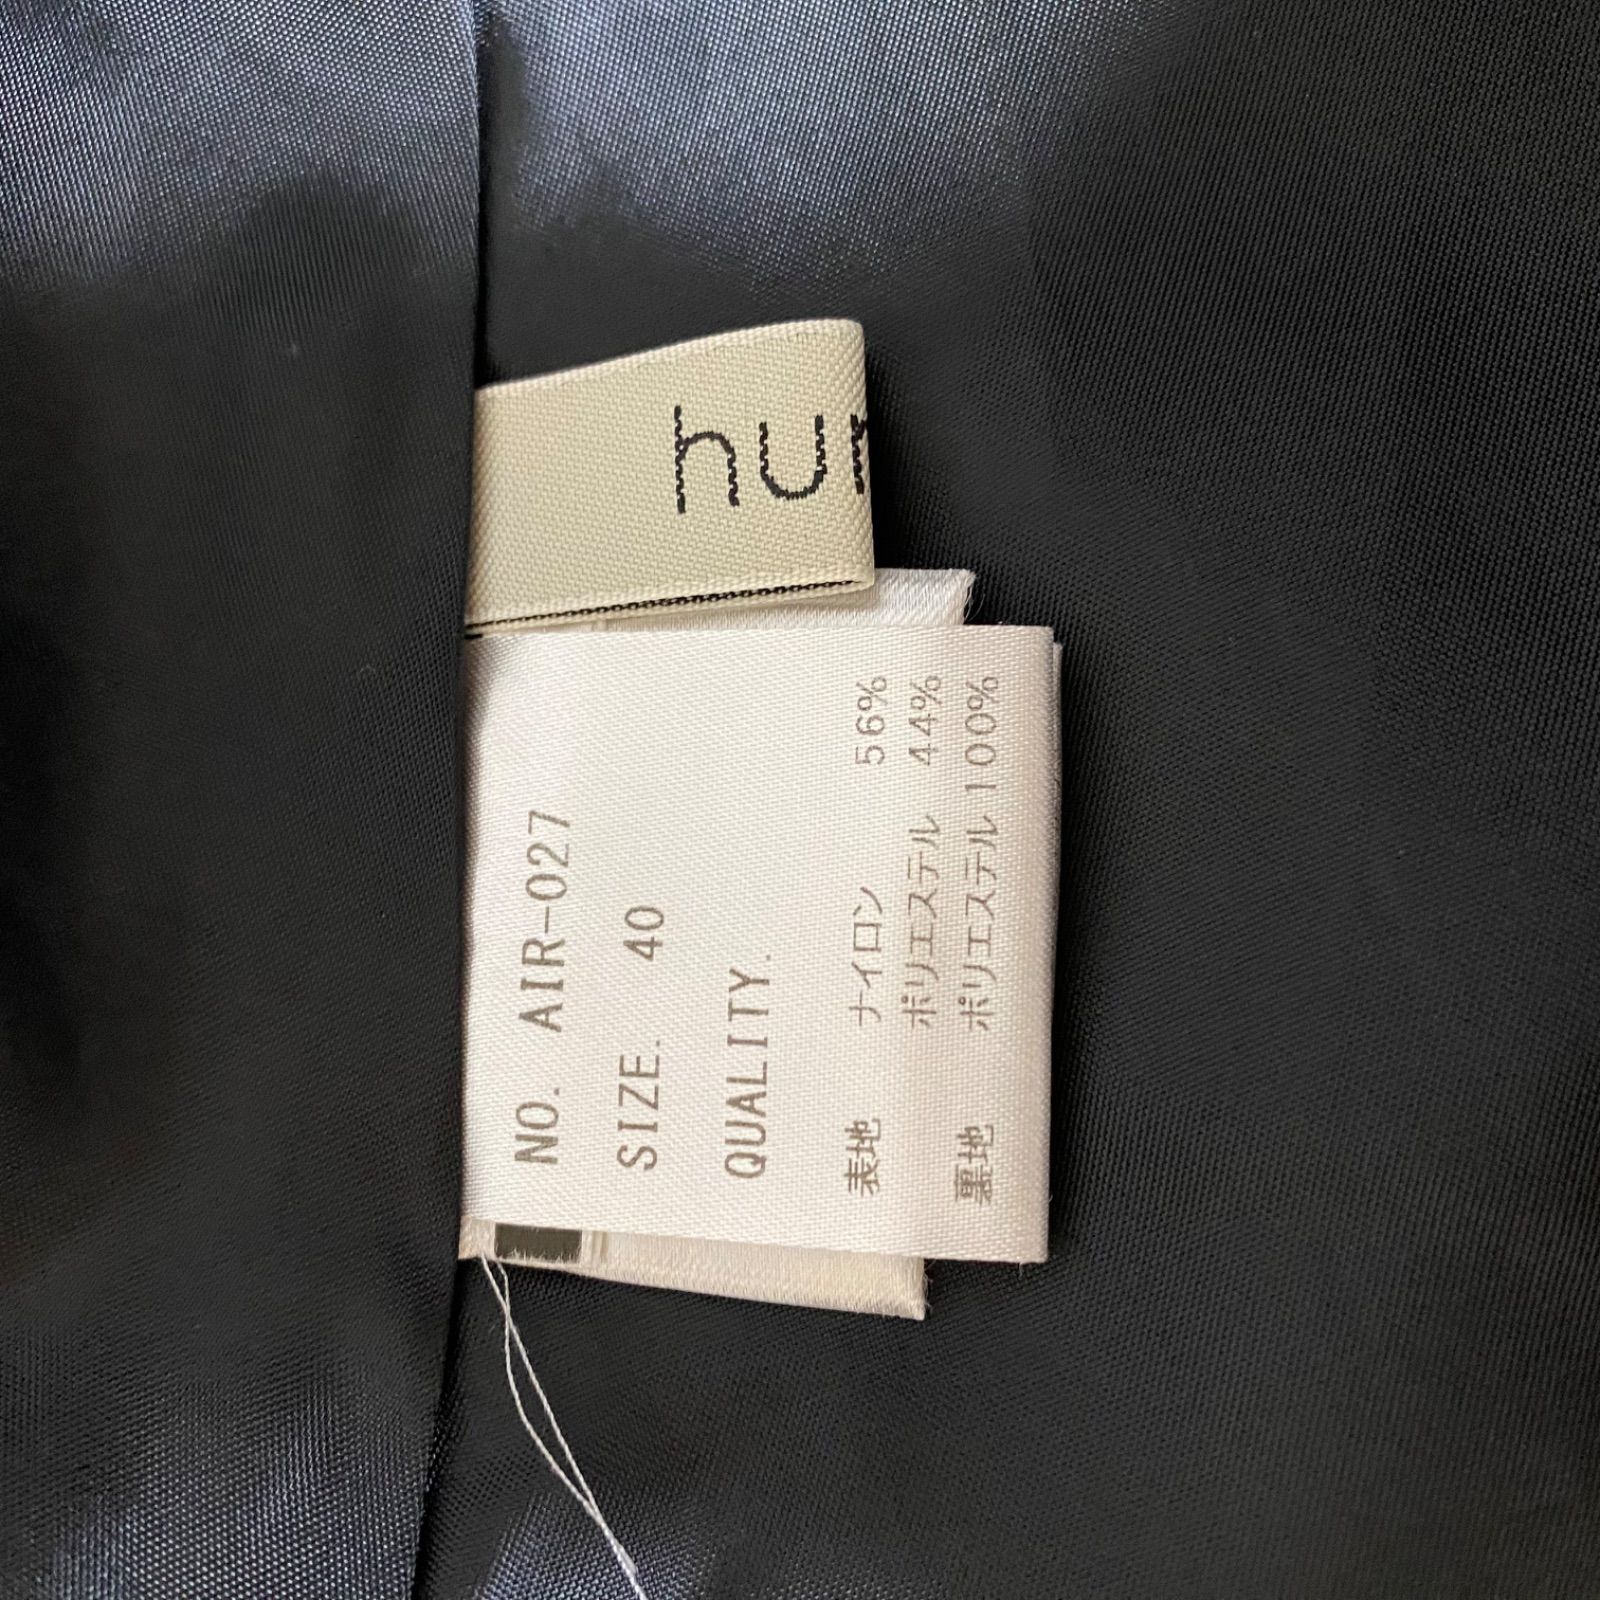 hu
NO. AIR-027
SIZE. 40
QUALITY.
表地 ナイロン 56%
ポリエステル 44%
裏地 ポリエステル 100%